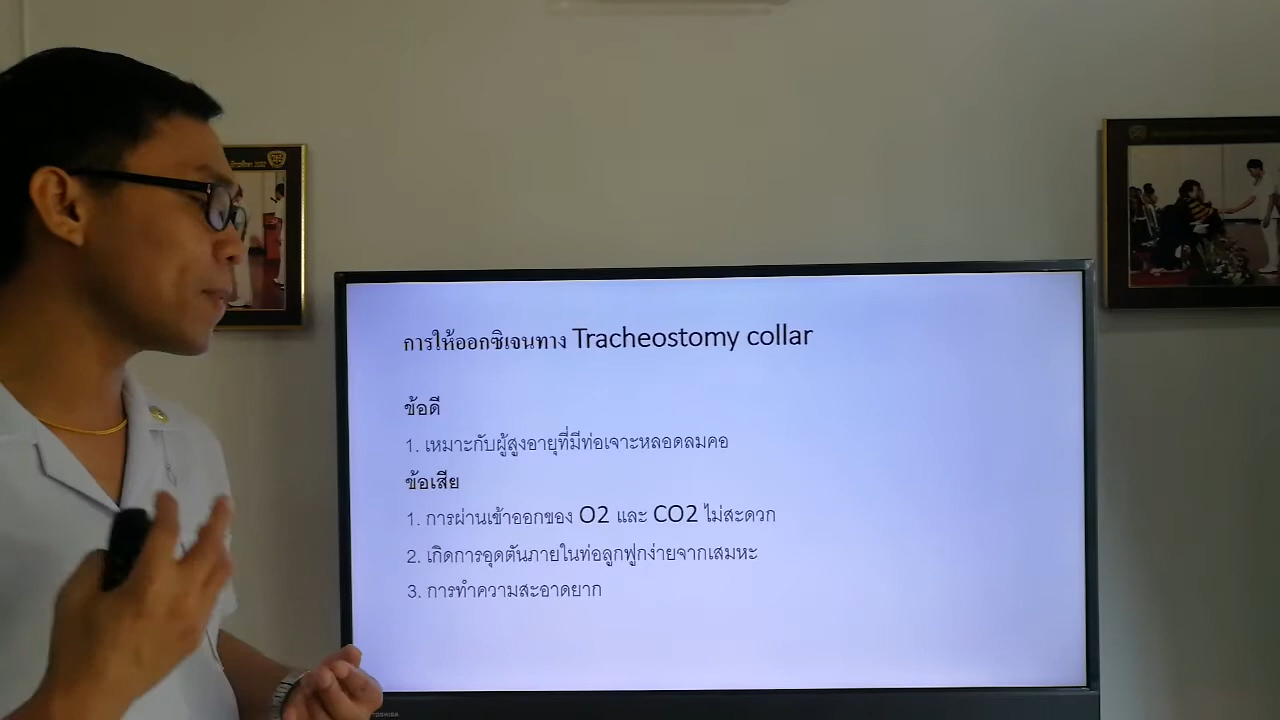 การให้ออกซิเจนทาง Tracheostomy collar
ข้อดี
1. เหมาะกับผู้สูงอายุที่มีท่อเจาะหลอดลมคอ
ข้อเสีย
1. การผ่านเข้าออกของ O2 และ CO2 ไม่สะดวก
2. เกิดการอุดตันภายในท่อลูกฟูกง่ายจากเสมหะ
3. การทำความสะอาดยาก
TOSHIBA